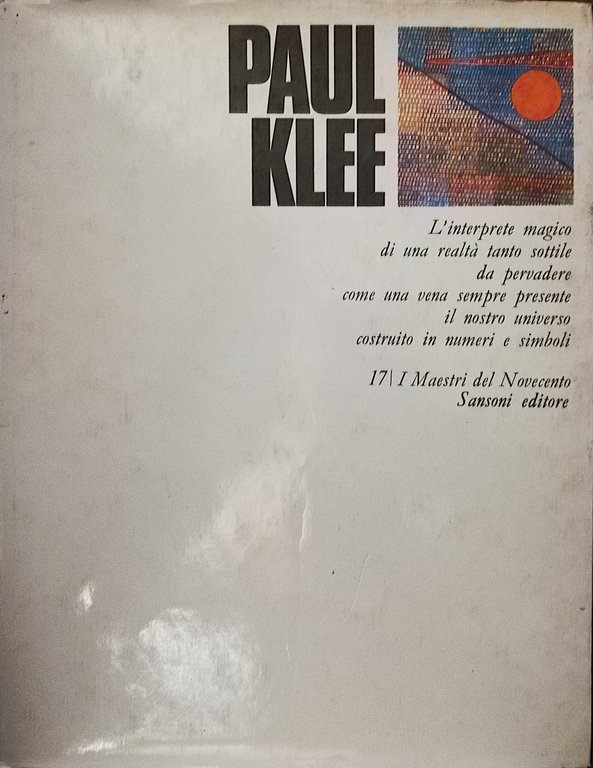 PAUL
KLEE
L'interprete magico
di una realtà tanto sottile
da pervadere
come una vena sempre presente
il nostro universo
costruito in numeri e simboli
17| I Maestri del Novecento
Sansoni editore